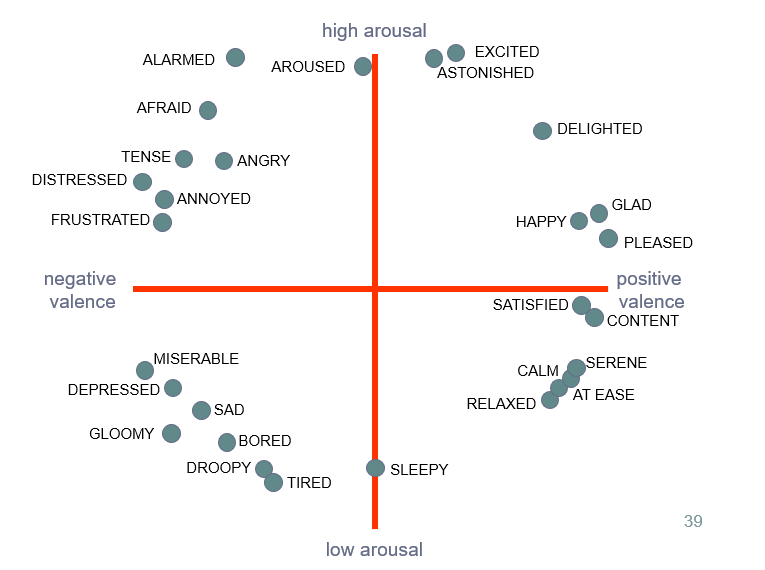 high arousal
EXCITED
ALARMED
AROUSED
ASTONISHED
AFRAID
DELIGHTED
TENSE
ANGRY
DISTRESSED
ANNOYED
GLAD
FRUSTRATED
HAPPY
PLEASED
negative
valence
positive
valence
SATISFIED
CONTENT
MISERABLE
SERENE
CALM
DEPRESSED
AT EASE
RELAXED
SAD
GLOOMY
BORED
DROOPY
SLEEPY
TIRED
39
low arousal